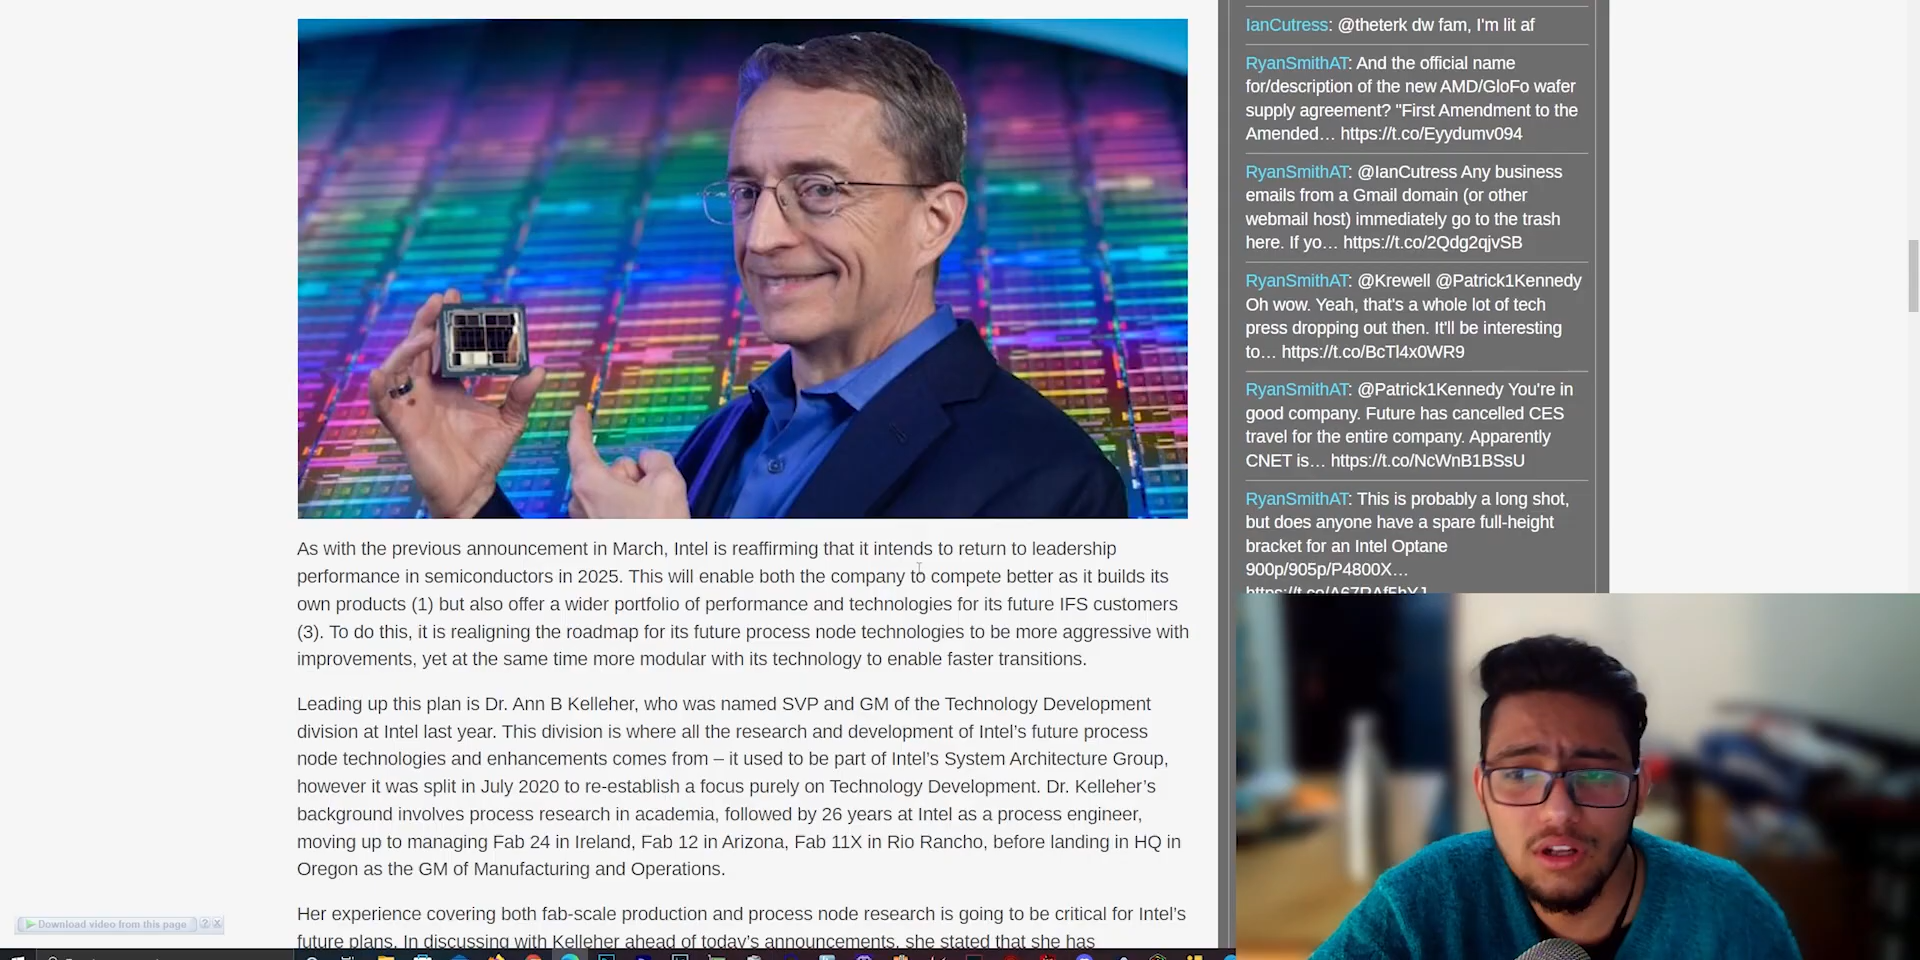 As with the previous announcement in March, Intel is reaffirming that it intends to return to leadership
performance in semiconductors in 2025. This will enable both the company to compete better as it builds its
own products (1) but also offer a wider portfolio of performance and technologies for its future IFS customers
(3). To do this, it is realigning the roadmap for its future process node technologies to be more aggressive with
improvements, yet at the same time more modular with its technology to enable faster transitions.
Leading up this plan is Dr. Ann B Kelleher, who was named SVP and GM of the Technology Development
division at Intel last year. This division is where all the research and development of Intel's future process
node technologies and enhancements comes from – it used to be part of Intel's System Architecture Group,
however it was split in July 2020 to re-establish a focus purely on Technology Development. Dr. Kelleher's
background involves process research in academia, followed by 26 years at Intel as a process engineer,
moving up to managing Fab 24 in Ireland, Fab 12 in Arizona, Fab 11X in Rio Rancho, before landing in HQ in
Oregon as the GM of Manufacturing and Operations.
Her experience covering both fab-scale production and process node research is going to be critical for Intel's
future plans. In discussing with Kelleher ahead of today's announcements, she stated that she has
IanCutress: @theterk dw fam, I'm lit af
RyanSmithAT: And the official name
for/description of the new AMD/GloFo wafer
supply agreement? "First Amendment to the
Amended… https://t.co/Eyydumv094
RyanSmithAT: @IanCutress Any business
emails from a Gmail domain (or other
webmail host) immediately go to the trash
here. If yo… https://t.co/2Qdg2qjvSB
RyanSmithAT: @Krewell @Patrick1Kennedy
Oh wow. Yeah, that's a whole lot of tech
press dropping out then. It'll be interesting
to… https://t.co/BcTl4x0WR9
RyanSmithAT: @Patrick1Kennedy You're in
good company. Future has cancelled CES
travel for the entire company. Apparently
CNET is… https://t.co/NcWnB1BSsU
RyanSmithAT: This is probably a long shot,
but does anyone have a spare full-height
bracket for an Intel Optane
900p/905p/P4800X…
Download video from this page ? X